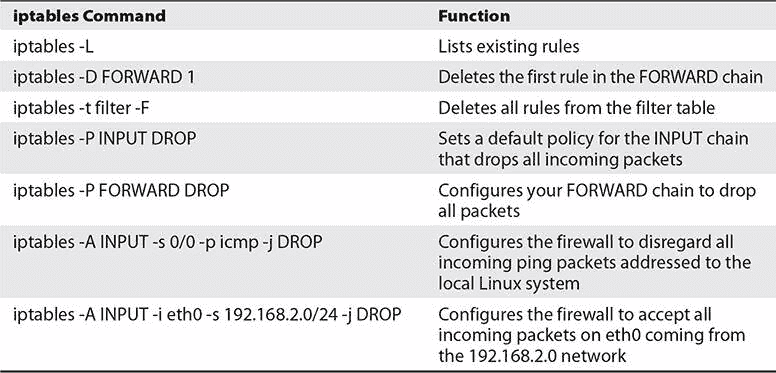 iptables Command Function
iptables -L Lists existing rules
iptables -D FORWARD 1 Deletes the first rule in the FORWARD chain
iptables -t filter -F Deletes all rules from the filter table
iptables -P INPUT DROP Sets a default policy for the INPUT chain
that drops all incoming packets
iptables -P FORWARD DROP Configures your FORWARD chain to drop
all packets
iptables -A INPUT -s 0/0 -p icmp -j DROP Configures the firewall to disregard all
incoming ping packets addressed to the
local Linux system
iptables -A INPUT -i eth0 -s 192.168.2.0/24 -j DROP Configures the firewall to accept all
incoming packets on eth0 coming from
the 192.168.2.0 network